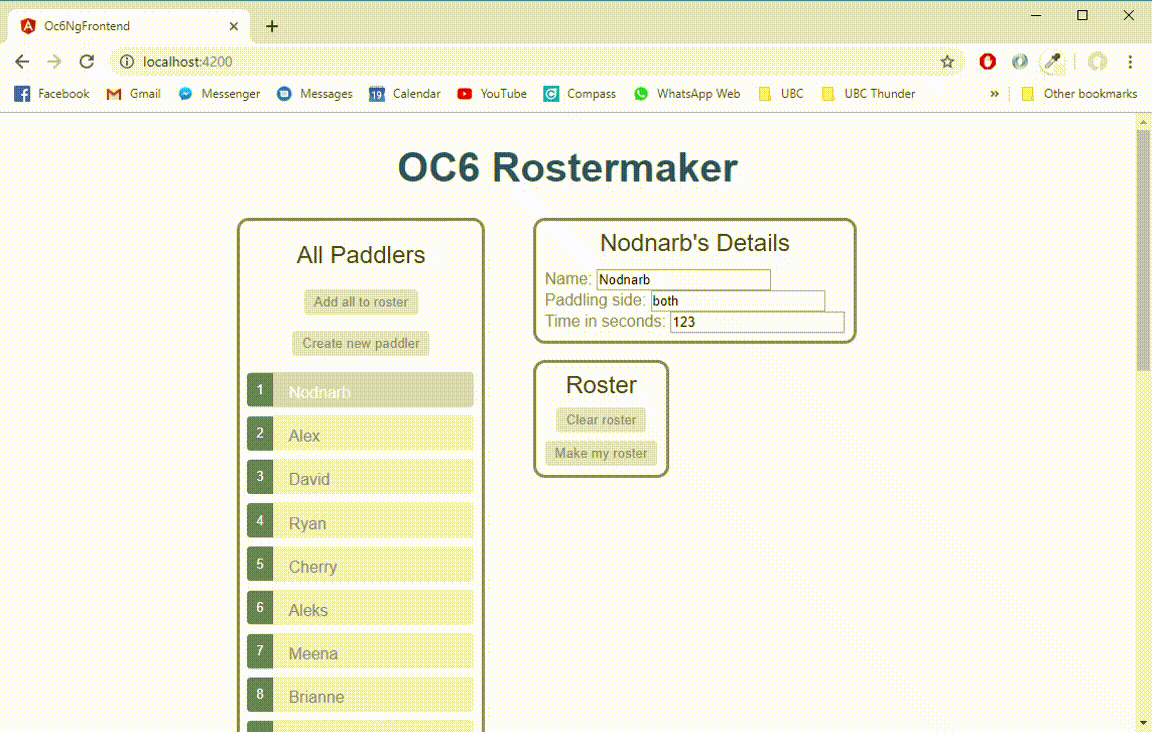 Oc6NgFrontend
localhost:4200
Facebook Gmail Messenger Messages 19 Calendar YouTube Compass WhatsApp Web UBC UBC Thunder » Other bookmarks
OC6 Rostermaker
All Paddlers
Add all to roster
Create new paddler
1 Nodnarb
2 Alex
3 David
4 Ryan
5 Cherry
6 Aleks
7 Meena
8 Brianne
Nodnarb's Details
Name: Nodnarb
Paddling side: both
Time in seconds: 123
Roster
Clear roster
Make my roster